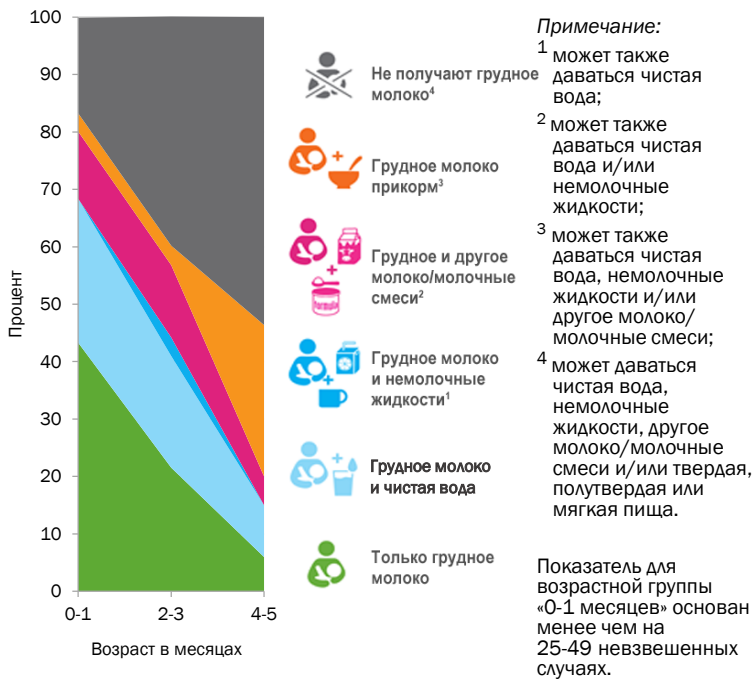 100
90
80
70
60
50
40
30
20
10
0
Процент
0-1
2-3
4-5
Возраст в месяцах
Не получают грудное
молоко⁴
Грудное молоко
прикорм³
Грудное и другое
молоко/молочные
смеси²
Formula
Грудное молоко
и немолочные
жидкости¹
Грудное молоко
и чистая вода
Только грудное
молоко
Примечание:
¹ может также
даваться чистая
вода;
² может также
даваться чистая
вода и/или
немолочные
жидкости;
³ может также
даваться чистая
вода, немолочные
жидкости и/или
другое молоко/
молочные смеси;
⁴ может даваться
чистая вода,
немолочные
жидкости, другое
молоко/молочные
смеси и/или твердая,
полутвердая или
мягкая пища.
Показатель для
возрастной группы
«0-1 месяцев» основан
менее чем на
25-49 невзвешенных
случаях.